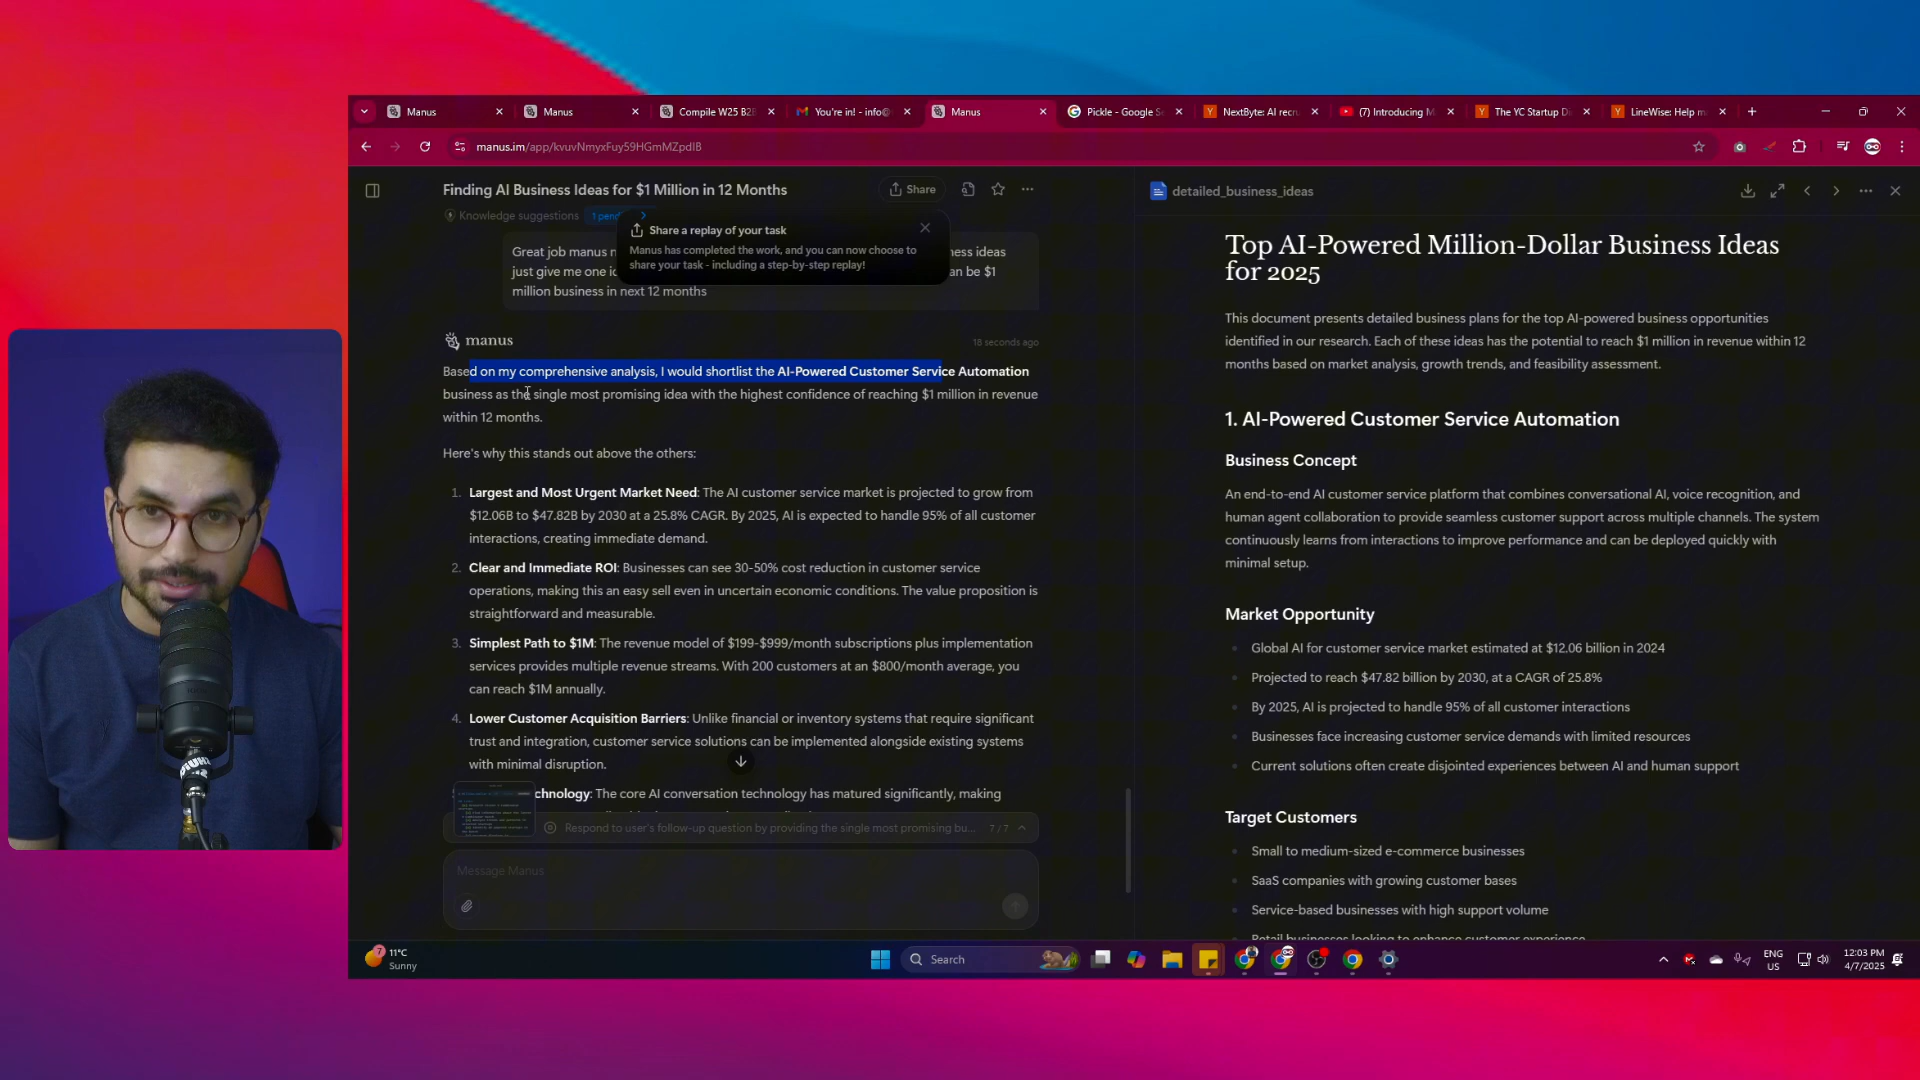 Manus
Manus
Compile W25 B2B
You're in! - info@
Manus
Pickle - Google Se
NextByte: AI recru
(7) Introducing M
The YC Startup Di
LineWise: Help m
manus.im/app/kvuvNmyxFuy59HGmMZpdIB
Finding AI Business Ideas for $1 Million in 12 Months
Share
Knowledge suggestions
1 pend
Share a replay of your task
Manus has completed the work, and you can now choose to
share your task - including a step-by-step replay!
Great job manus n ness ideas
just give me one id an be $1
million business in next 12 months
manus
18 seconds ago
Based on my comprehensive analysis, I would shortlist the AI-Powered Customer Service Automation
business as the single most promising idea with the highest confidence of reaching $1 million in revenue
within 12 months.
Here's why this stands out above the others:
1. Largest and Most Urgent Market Need: The AI customer service market is projected to grow from
$12.06B to $47.82B by 2030 at a 25.8% CAGR. By 2025, AI is expected to handle 95% of all customer
interactions, creating immediate demand.
2. Clear and Immediate ROI: Businesses can see 30-50% cost reduction in customer service
operations, making this an easy sell even in uncertain economic conditions. The value proposition is
straightforward and measurable.
3. Simplest Path to $1M: The revenue model of $199-$999/month subscriptions plus implementation
services provides multiple revenue streams. With 200 customers at an $800/month average, you
can reach $1M annually.
4. Lower Customer Acquisition Barriers: Unlike financial or inventory systems that require significant
trust and integration, customer service solutions can be implemented alongside existing systems
with minimal disruption.
chnology: The core AI conversation technology has matured significantly, making
Respond to user's follow-up question by providing the single most promising bu... 7 / 7
Message Manus
detailed_business_ideas
Top AI-Powered Million-Dollar Business Ideas
for 2025
This document presents detailed business plans for the top AI-powered business opportunities
identified in our research. Each of these ideas has the potential to reach $1 million in revenue within 12
months based on market analysis, growth trends, and feasibility assessment.
1. AI-Powered Customer Service Automation
Business Concept
An end-to-end AI customer service platform that combines conversational AI, voice recognition, and
human agent collaboration to provide seamless customer support across multiple channels. The system
continuously learns from interactions to improve performance and can be deployed quickly with
minimal setup.
Market Opportunity
Global AI for customer service market estimated at $12.06 billion in 2024
Projected to reach $47.82 billion by 2030, at a CAGR of 25.8%
By 2025, AI is projected to handle 95% of all customer interactions
Businesses face increasing customer service demands with limited resources
Current solutions often create disjointed experiences between AI and human support
Target Customers
Small to medium-sized e-commerce businesses
SaaS companies with growing customer bases
Service-based businesses with high support volume
Retail businesses looking to enhance customer experience
7
11°C
Sunny
Search
ENG
US
12:03 PM
4/7/2025